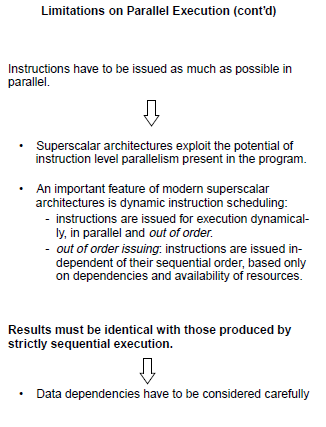 Limitations on Parallel Execution (cont'd)
Instructions have to be issued as much as possible in
parallel.
• Superscalar architectures exploit the potential of
instruction level parallelism present in the program.
• An important feature of modern superscalar
architectures is dynamic instruction scheduling:
- instructions are issued for execution dynamical-
ly, in parallel and out of order.
- out of order issuing: instructions are issued in-
dependent of their sequential order, based only
on dependencies and availability of resources.
Results must be identical with those produced by
strictly sequential execution.
• Data dependencies have to be considered carefully